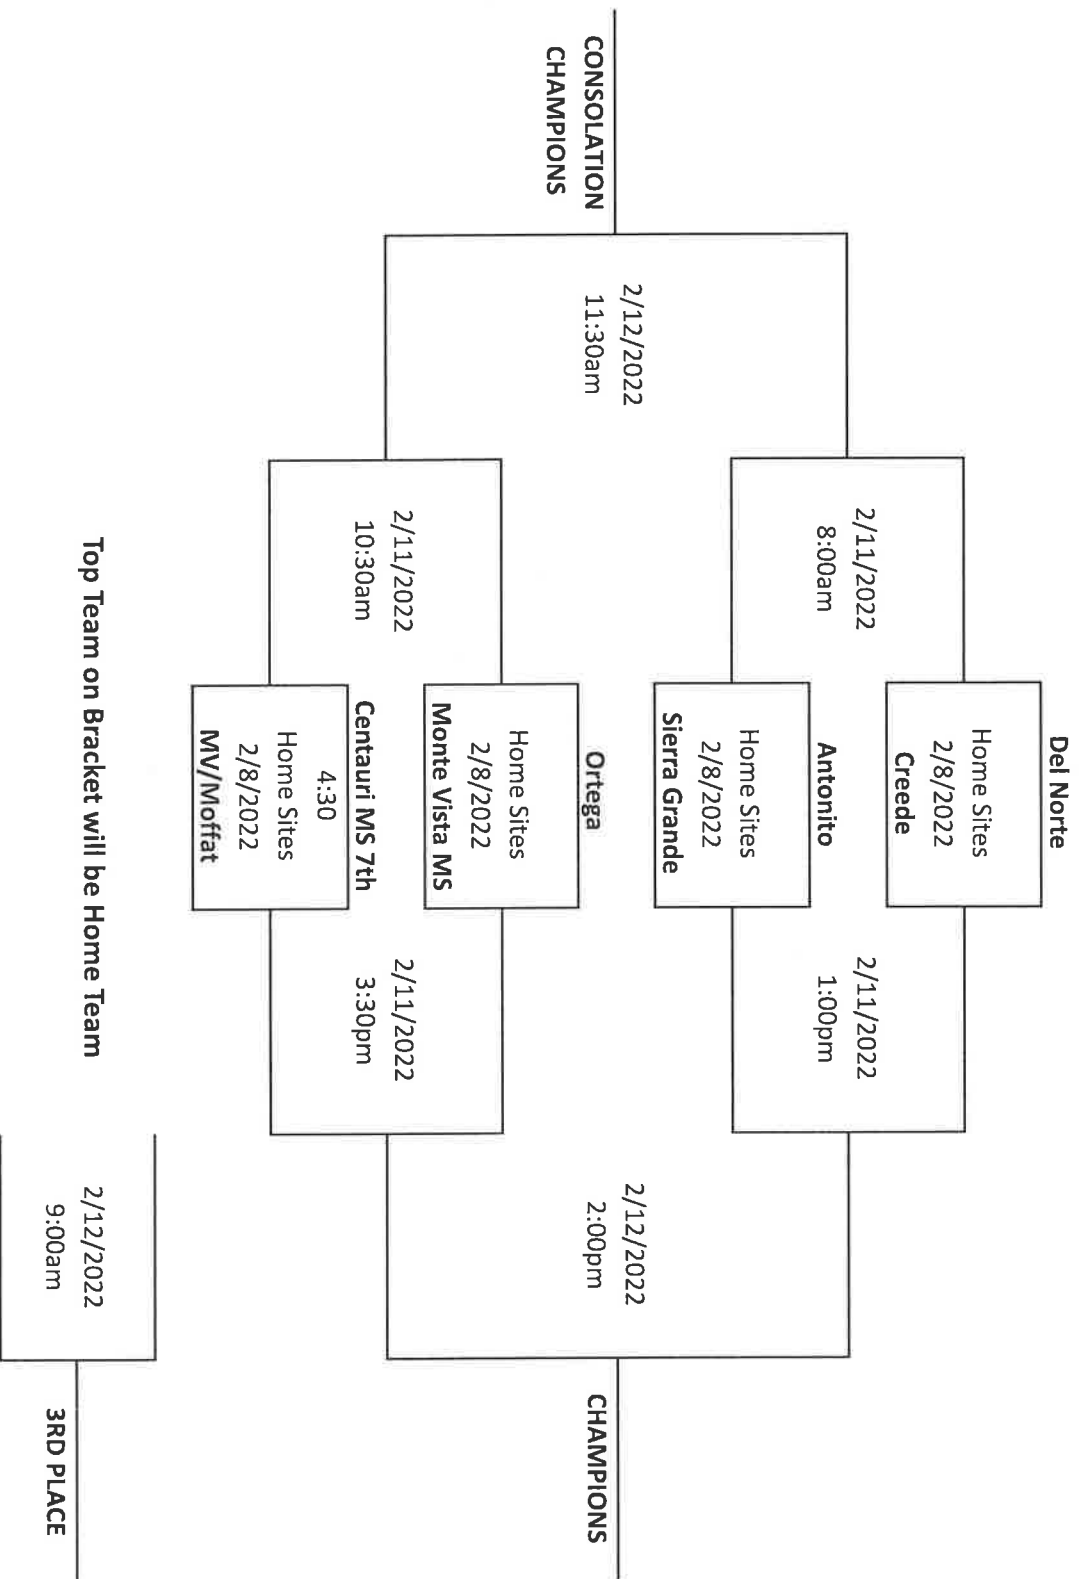 Del Norte
Home Sites
2/8/2022
Creede
2/11/2022
8:00am
2/11/2022
1:00pm
Antonito
Home Sites
2/8/2022
Sierra Grande
2/12/2022
11:30am
2/12/2022
2:00pm
CONSOLATION
CHAMPIONS
CHAMPIONS
Ortega
Home Sites
2/8/2022
Monte Vista MS
2/11/2022
10:30am
2/11/2022
3:30pm
Centauri MS 7th
4:30
Home Sites
2/8/2022
MV/Moffat
Top Team on Bracket will be Home Team
2/12/2022
9:00am
3RD PLACE